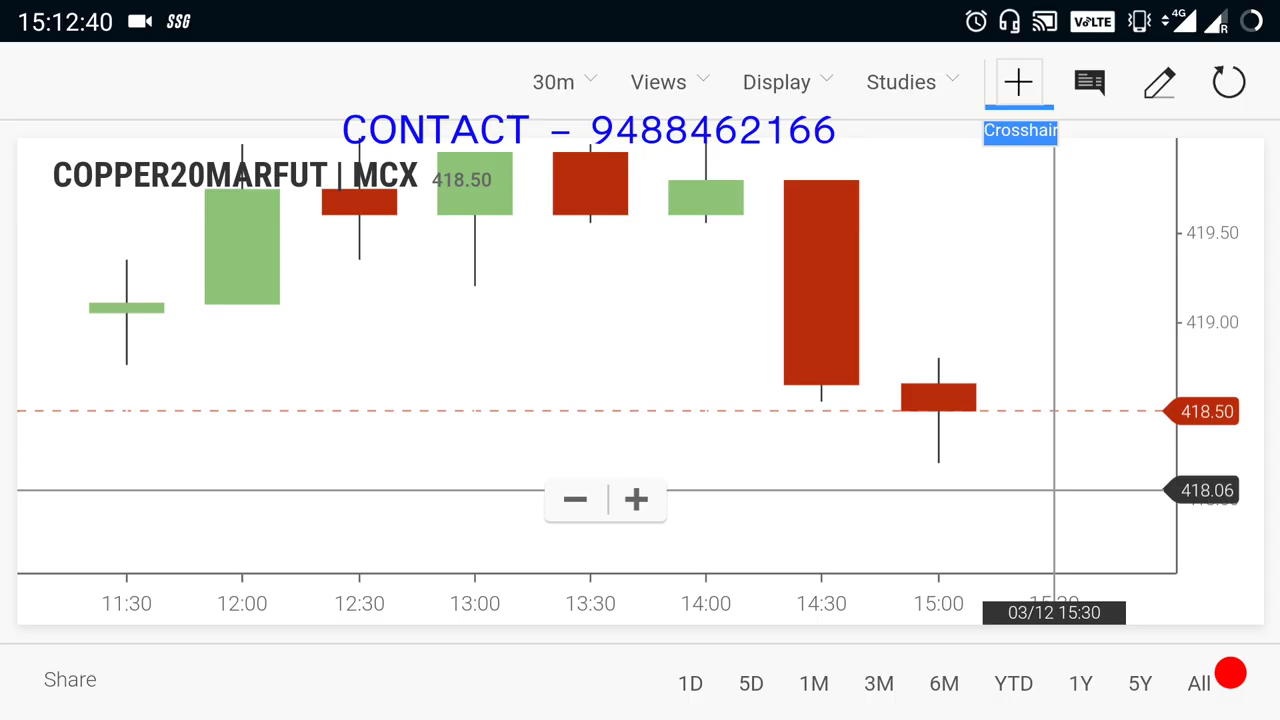 15:12:40 SSG VoLTE 4G R
30m Views Display Studies
Crosshair
CONTACT - 9488462166
COPPER20MARFUT | MCX 418.50
419.50
419.00
418.50
418.06
11:30 12:00 12:30 13:00 13:30 14:00 14:30 15:00
03/12 15:30
Share 1D 5D 1M 3M 6M YTD 1Y 5Y All